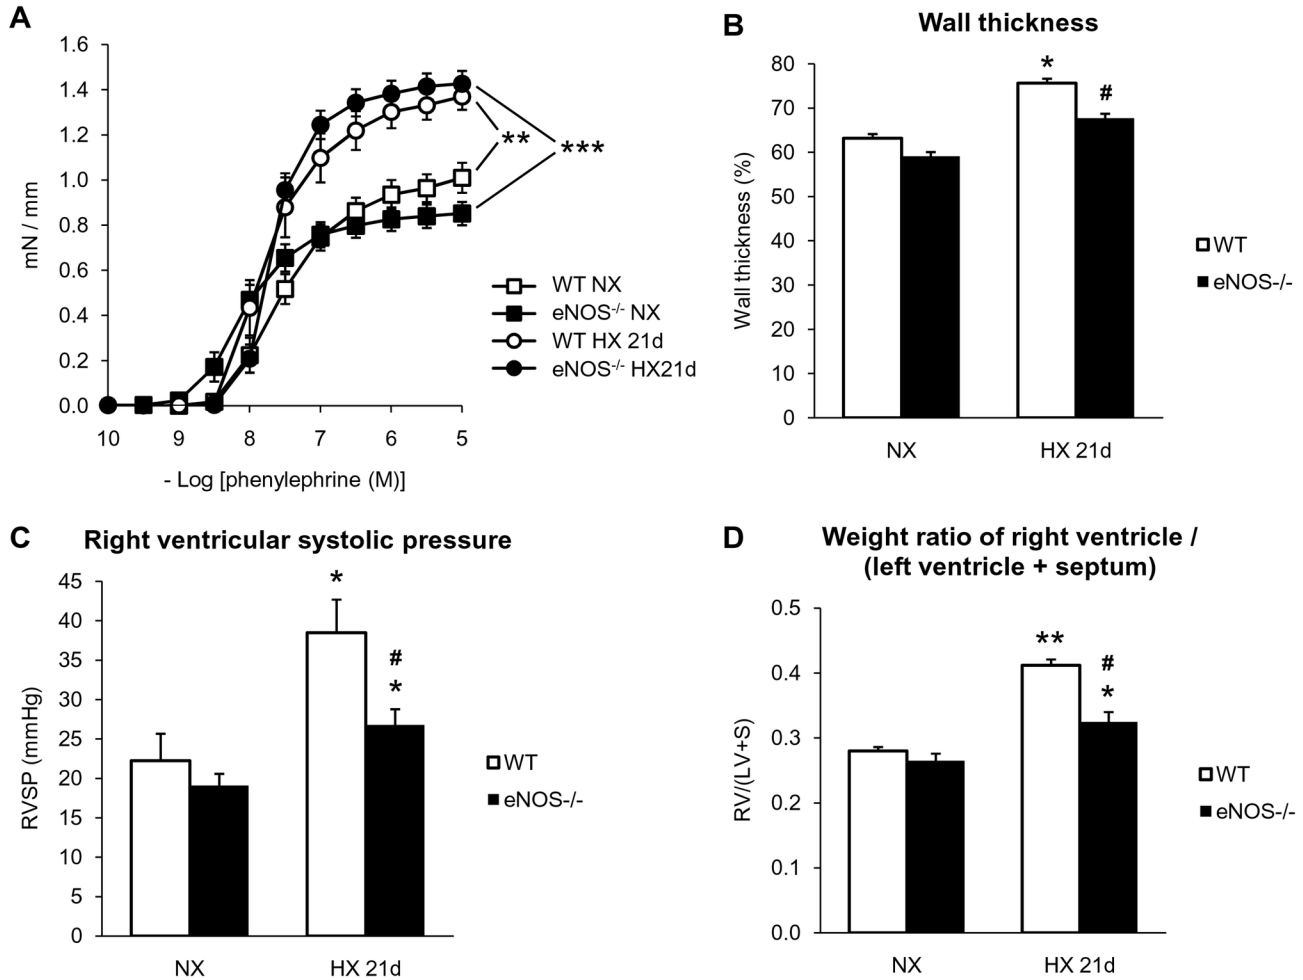 A
1.6
1.4
1.2
1.0
0.8
0.6
0.4
0.2
0.0
mN / mm
10 9 8 7 6 5
- Log [phenylephrine (M)]
**
***
WT NX
eNOS⁻/⁻ NX
WT HX 21d
eNOS⁻/⁻ HX21d
B
Wall thickness
80
70
60
50
40
30
20
10
0
Wall thickness (%)
*
#
NX HX 21d
WT
eNOS-/-
C
Right ventricular systolic pressure
45
40
35
30
25
20
15
10
5
0
RVSP (mmHg)
*
#
*
NX HX 21d
WT
eNOS-/-
D
Weight ratio of right ventricle /
(left ventricle + septum)
0.5
0.4
0.3
0.2
0.1
0.0
RV/(LV+S)
**
#
*
NX HX 21d
WT
eNOS-/-